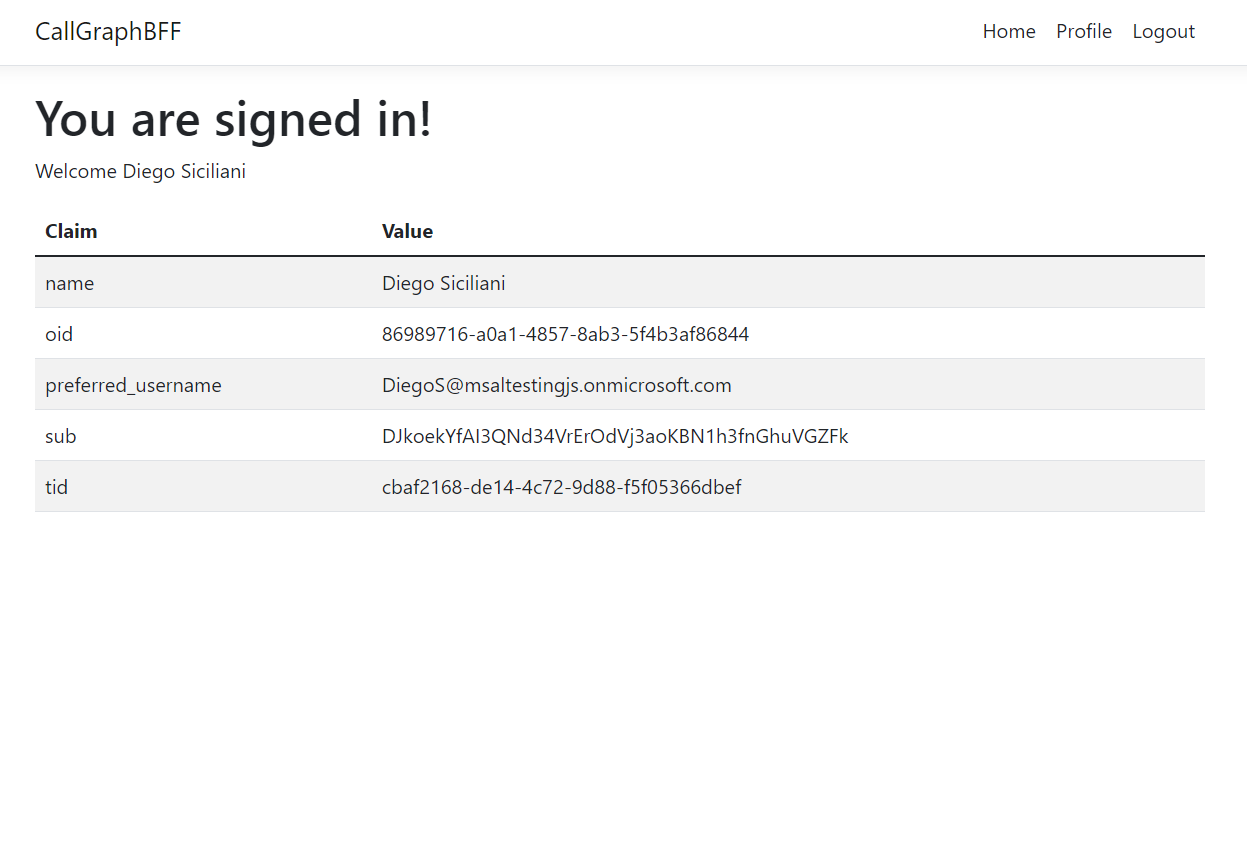 CallGraphBFF Home Profile Logout
You are signed in!
Welcome Diego Siciliani
Claim Value
name Diego Siciliani
oid 86989716-a0a1-4857-8ab3-5f4b3af86844
preferred_username DiegoS@msaltestingjs.onmicrosoft.com
sub DJkoekYfAI3QNd34VrErOdVj3aoKBN1h3fnGhuVGZFk
tid cbaf2168-de14-4c72-9d88-f5f05366dbef